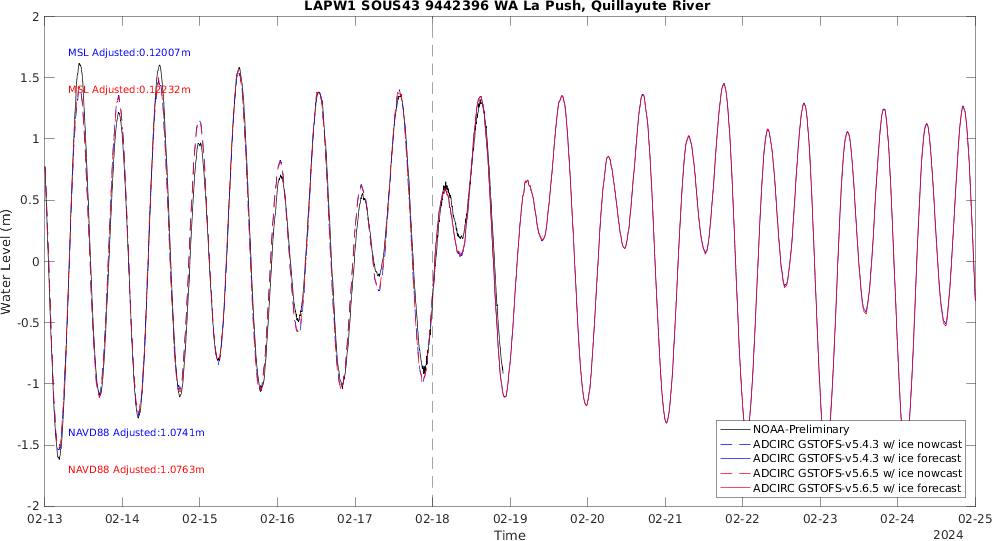 LAPW1 SOUS43 9442396 WA La Push, Quillayute River
2
1.5
1
0.5
0
-0.5
-1
-1.5
-2
Water Level (m)
MSL Adjusted:0.12007m
MSL Adjusted:0.12232m
NAVD88 Adjusted:1.0741m
NAVD88 Adjusted:1.0763m
NOAA-Preliminary
ADCIRC GSTOFS-v5.4.3 w/ ice nowcast
ADCIRC GSTOFS-v5.4.3 w/ ice forecast
ADCIRC GSTOFS-v5.6.5 w/ ice nowcast
ADCIRC GSTOFS-v5.6.5 w/ ice forecast
02-13 02-14 02-15 02-16 02-17 02-18 02-19 02-20 02-21 02-22 02-23 02-24 02-25
Time
2024